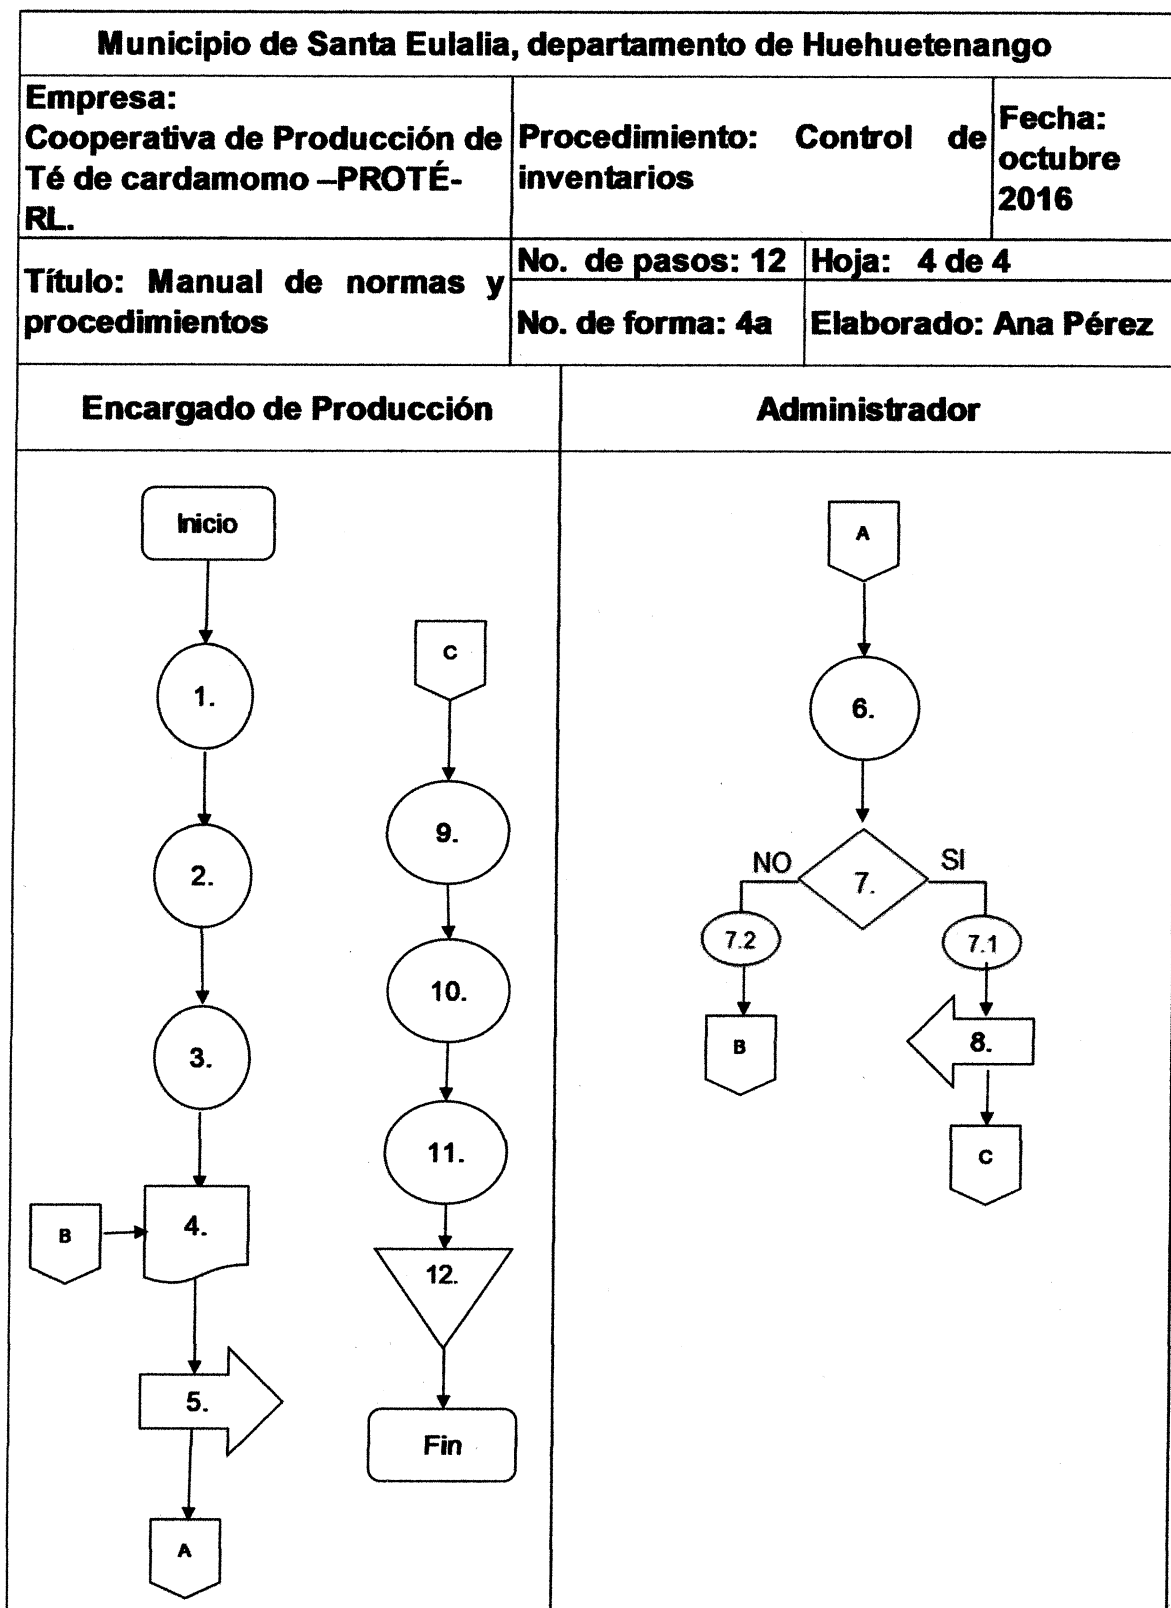 Municipio de Santa Eulalia, departamento de Huehuetenango
Empresa:
Cooperativa de Producción de
Té de cardamomo –PROTÉ-
RL.
Procedimiento: Control de
inventarios
Fecha:
octubre
2016
Título: Manual de normas y
procedimientos
No. de pasos: 12
Hoja: 4 de 4
No. de forma: 4a
Elaborado: Ana Pérez
Encargado de Producción
Inicio
1.
2.
3.
B
4.
5.
A
C
9.
10.
11.
12.
Fin
Administrador
A
6.
7.
NO
SI
7.2
7.1
B
8.
C